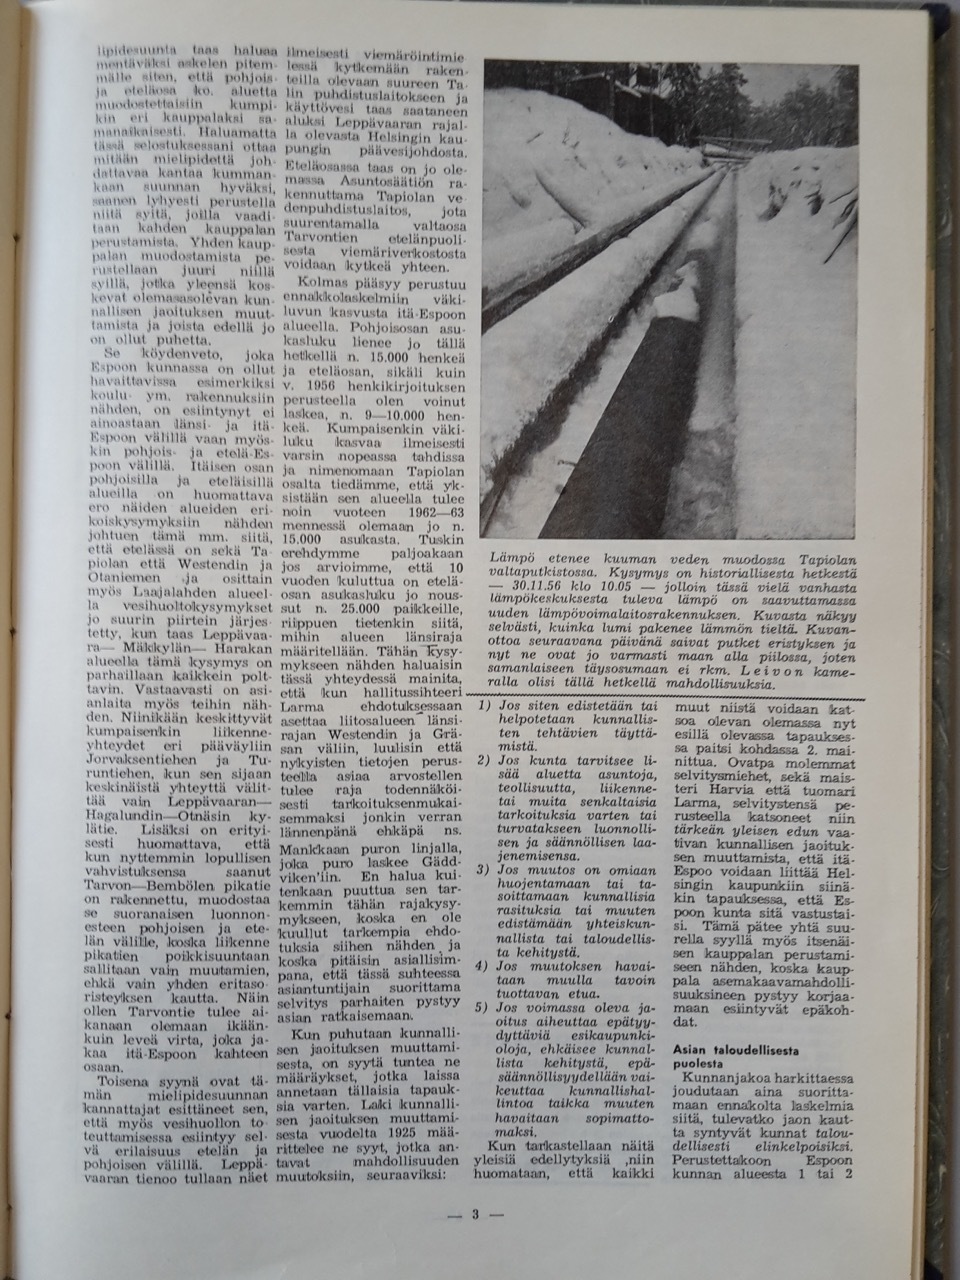 lipidesuunta taas haluaa
mentäväksi askelen pitem-
mälle siten, että pohjois-
ja eteläosa ko. aluetta
muodostettaisiin kumpi-
kin eri kauppalaksi sa-
manaikaisesti. Haluamatta
tässä selostuksessani ottaa
mitään mielipidettä joh-
dattavaa kantaa kumman-
kaan suunnan hyväksi,
saanen lyhyesti perustella
niitä syitä, joilla vaadi-
taan kahden kauppalan
perustamista. Yhden kaup-
palan muodostamista pe-
rustellaan juuri niillä
syillä, jotka yleensä kos-
kevat olemasasolevan kun-
nallisen jaoituksen muut-
tamista ja joista edellä jo
on ollut puhetta.
Se köydenveto, joka
Espoon kunnassa on ollut
havaittavissa esimerkiksi
koulu- ym. rakennuksiin
nähden, on esiintynyt ei
ainoastaan länsi- ja itä-
Espoon välillä vaan myös-
kin pohjois- ja etelä-Es-
poon välillä. Itäisen osan
pohjoisilla ja eteläisillä
alueilla on huomattava
ero näiden alueiden eri-
koiskysymyksiin nähden
johtuen tämä mm. siitä,
että etelässä on sekä Ta-
piolan että Westendin ja
Otaniemen ja osittain
myös Laajalahden alueel-
la vesihuoltokysymykset
jo suurin piirtein järjes-
tetty, kun taas Leppävaa-
ra— Mäkkylän— Harakan
alueella tämä kysymys on
parhaillaan kaikkein polt-
tavin. Vastaavasti on asi-
anlaita myös teihin näh-
den. Niinikään keskittyvät
kumpaisenkin liikenne-
yhteydet eri pääväyliin
Jorvaksentiehen ja Tu-
runtiehen, kun sen sijaan
keskinäistä yhteyttä välit-
tää vain Leppävaaran—
Hagalundin—Otnäsin ky-
lätie. Lisäksi on erityi-
sesti huomattava, että
kun nyttemmin lopullisen
vahvistuksensa saanut
Tarvon—Bembölen pikatie
on rakennettu, muodostaa
se suoranaisen luonnon-
esteen pohjoisen ja ete-
län välille, koska liikenne
pikatien poikkisuuntaan
sallitaan vain muutamien,
ehkä vain yhden eritaso-
risteyksen kautta. Näin
ollen Tarvontie tulee ai-
kanaan olemaan ikään-
kuin leveä virta, joka ja-
kaa itä-Espoon kahteen
osaan.
Toisena syynä ovat tä-
män mielipidesuunnan
kannattajat esittäneet sen,
että myös vesihuollon to-
teuttamisessa esiintyy sel-
vä erilaisuus etelän ja
pohjoisen välillä. Leppä-
vaaran tienoo tullaan näet
ilmeisesti viemäröintimie
lessä kytkemään raken-
teilla olevaan suureen Ta-
lin puhdistuslaitokseen ja
käyttövesi taas saataneen
aluksi Leppävaaran rajal-
la olevasta Helsingin kau-
pungin päävesijohdosta.
Eteläosassa taas on jo ole-
massa Asuntosäätiön ra-
kennuttama Tapiolan ve-
denpuhdistuslaitos, jota
suurentamalla valtaosa
Tarvontien etelänpuoli-
sesta viemäriverkostosta
voidaan kytkeä yhteen.
Kolmas pääsyy perustuu
ennakkolaskelmiin väki-
luvun kasvusta itä-Espoon
alueella. Pohjoisosan asu-
kasluku lienee jo tällä
hetkellä n. 15.000 henkeä
ja eteläosan, sikäli kuin
v. 1956 henkikirjoituksen
perusteella olen voinut
laskea, n. 9—10.000 hen-
keä. Kumpaisenkin väki-
luku kasvaa ilmeisesti
varsin nopeassa tahdissa
ja nimenomaan Tapiolan
osalta tiedämme, että yk-
sistään sen alueella tulee
noin vuoteen 1962—63
mennessä olemaan jo n.
15.000 asukasta. Tuskin
erehdymme paljoakaan
jos arvioimme, että 10
vuoden kuluttua on etelä-
osan asukasluku jo nous-
sut n. 25.000 paikkeille,
riippuen tietenkin siitä,
mihin alueen länsiraja
määritellään. Tähän kysy-
mykseen nähden haluaisin
tässä yhteydessä mainita,
että kun hallitussihteeri
Larma ehdotuksessaan
asettaa liitosalueen länsi-
rajan Westendin ja Grä-
san väliin, luulisin että
nykyisten tietojen perus-
teella asiaa arvostellen
tulee raja todennäköi-
sesti tarkoituksenmukai-
semmaksi jonkin verran
lännenpänä ehkäpä ns.
Mankkaan puron linjalla,
joka puro laskee Gädd-
viken'iin. En halua kui-
tenkaan puuttua sen tar-
kemmin tähän rajakysy-
mykseen, koska en ole
kuullut tarkempia ehdo-
tuksia siihen nähden ja
koska pitäisin asiallisim-
pana, että tässä suhteessa
asiantuntijain suorittama
selvitys parhaiten pystyy
asian ratkaisemaan.
Kun puhutaan kunnalli-
sen jaoituksen muuttami-
sesta, on syytä tuntea ne
määräykset, jotka laissa
annetaan tällaisia tapauk-
sia varten. Laki kunnalli-
sen jaoituksen muuttami-
sesta vuodelta 1925 mää-
rittelee ne syyt, jotka an-
tavat mahdollisuuden
muutoksiin, seuraaviksi:
Lämpö etenee kuuman veden muodossa Tapiolan
valtaputkistossa. Kysymys on historiallisesta hetkestä
— 30.11.56 klo 10.05 — jolloin tässä vielä vanhasta
lämpökeskuksesta tuleva lämpö on saavuttamassa
uuden lämpövoimalaitosrakennuksen. Kuvasta näkyy
selvästi, kuinka lumi pakenee lämmön tieltä. Kuvan-
ottoa seuraavana päivänä saivat putket eristyksen ja
nyt ne ovat jo varmasti maan alla piilossa, joten
samanlaiseen täysosumaan ei rkm. Leivon kame-
ralla olisi tällä hetkellä mahdollisuuksia.
1) Jos siten edistetään tai
helpotetaan kunnallis-
ten tehtävien täyttä-
mistä.
2) Jos kunta tarvitsee li-
sää aluetta asuntoja,
teollisuutta, liikenne-
tai muita senkaltaisia
tarkoituksia varten tai
turvatakseen luonnolli-
sen ja säännöllisen laa-
jenemisensa.
3) Jos muutos on omiaan
huojentamaan tai ta-
soittamaan kunnallisia
rasituksia tai muuten
edistämään yhteiskun-
nallista tai taloudellis-
ta kehitystä.
4) Jos muutoksen havai-
taan muulla tavoin
tuottavan etua.
5) Jos voimassa oleva ja-
oitus aiheuttaa epätyy-
dyttäviä esikaupunki-
oloja, ehkäisee kunnal-
lista kehitystä, epä-
säännöllisyydellään vai-
keuttaa kunnallishal-
lintoa taikka muuten
havaitaan sopimatto-
maksi.
Kun tarkastellaan näitä
yleisiä edellytyksiä ,niin
huomataan, että kaikki
muut niistä voidaan kat-
soa olevan olemassa nyt
esillä olevassa tapaukses-
sa paitsi kohdassa 2. mai-
nittua. Ovatpa molemmat
selvitysmiehet, sekä mais-
teri Harvia että tuomari
Larma, selvitystensä pe-
rusteella katsoneet niin
tärkeän yleisen edun vaa-
tivan kunnallisen jaoituk-
sen muuttamista, että itä-
Espoo voidaan liittää Hel-
singin kaupunkiin siinä-
kin tapauksessa, että Es-
poon kunta sitä vastustai-
si. Tämä pätee yhtä suu-
rella syyllä myös itsenäi-
sen kauppalan perustami-
seen nähden, koska kaup-
pala asemakaavamahdolli-
suuksineen pystyy korjaa-
maan esiintyvät epäkoh-
dat.
Asian taloudellisesta
puolesta
Kunnanjakoa harkittaessa
joudutaan aina suoritta-
maan ennakolta laskelmia
siitä, tulevatko jaon kaut-
ta syntyvät kunnat talou-
dellisesti elinkelpoisiksi.
Perustettakoon Espoon
kunnan alueesta 1 tai 2
— 3 —